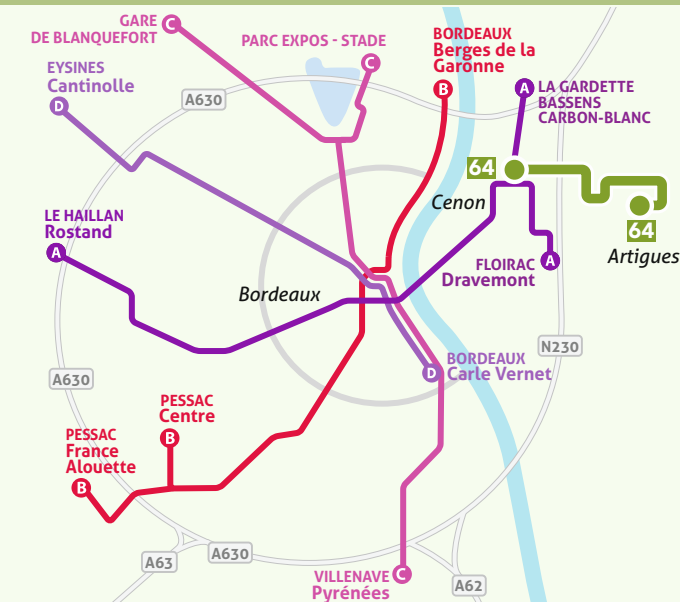 GARE
DE BLANQUEFORT
C
PARC EXPOS - STADE
C
BORDEAUX
Berges de la
Garonne
B
EYSINES
Cantinolle
D
A630
A
LA GARDETTE
BASSENS
CARBON-BLANC
64
Cenon
64
Artigues
LE HAILLAN
Rostand
A
FLOIRAC
Dravemont
A
Bordeaux
N230
BORDEAUX
Carle Vernet
D
A630
PESSAC
Centre
B
PESSAC
France
Alouette
B
A63
A630
VILLENAVE
Pyrénées
C
A62